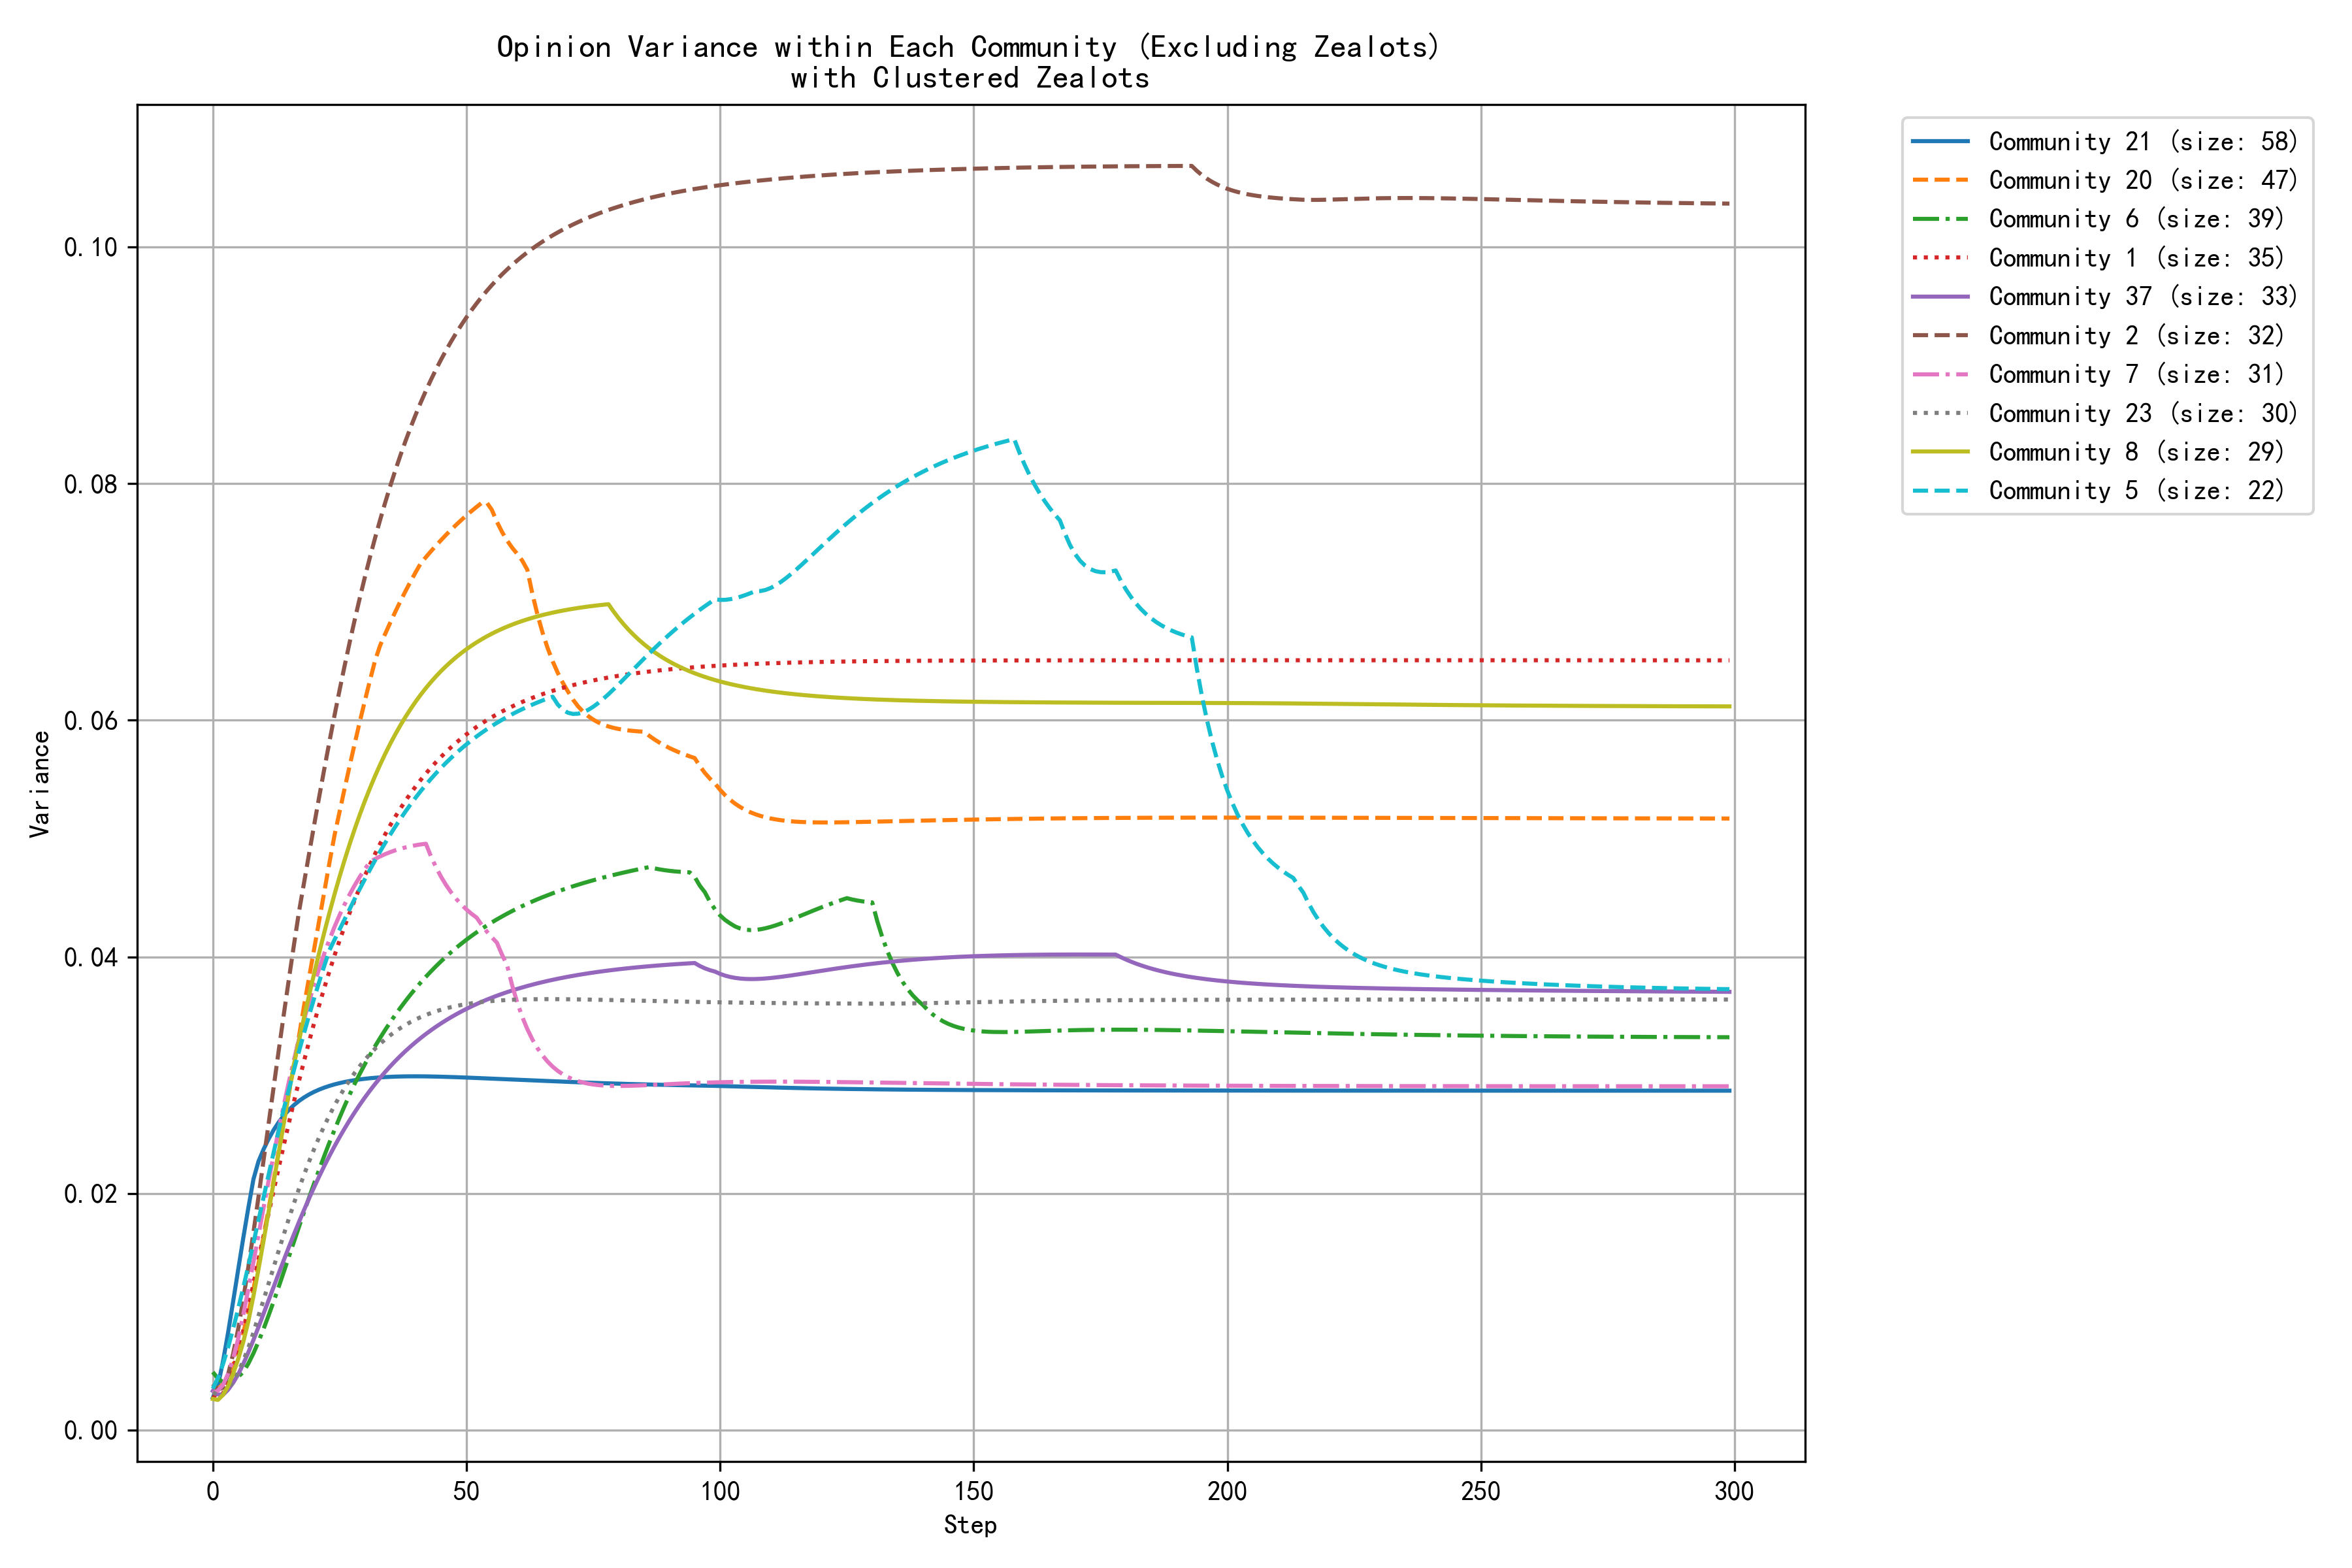 Opinion Variance within Each Community (Excluding Zealots)
with Clustered Zealots
Variance
0.10
0.08
0.06
0.04
0.02
0.00
0 50 100 150 200 250 300
Step
Community 21 (size: 58)
Community 20 (size: 47)
Community 6 (size: 39)
Community 1 (size: 35)
Community 37 (size: 33)
Community 2 (size: 32)
Community 7 (size: 31)
Community 23 (size: 30)
Community 8 (size: 29)
Community 5 (size: 22)